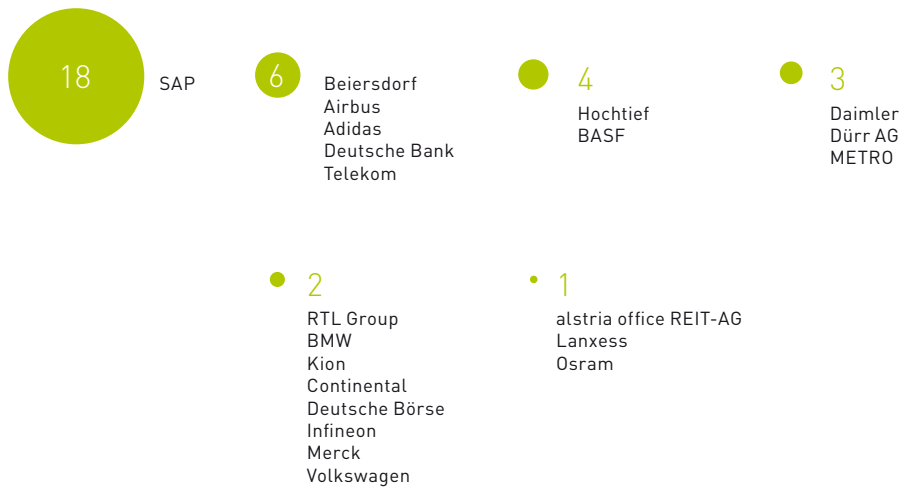 18
SAP
6
Beiersdorf
Airbus
Adidas
Deutsche Bank
Telekom
4
Hochtief
BASF
3
Daimler
Dürr AG
METRO
2
RTL Group
BMW
Kion
Continental
Deutsche Börse
Infineon
Merck
Volkswagen
1
alstria office REIT-AG
Lanxess
Osram